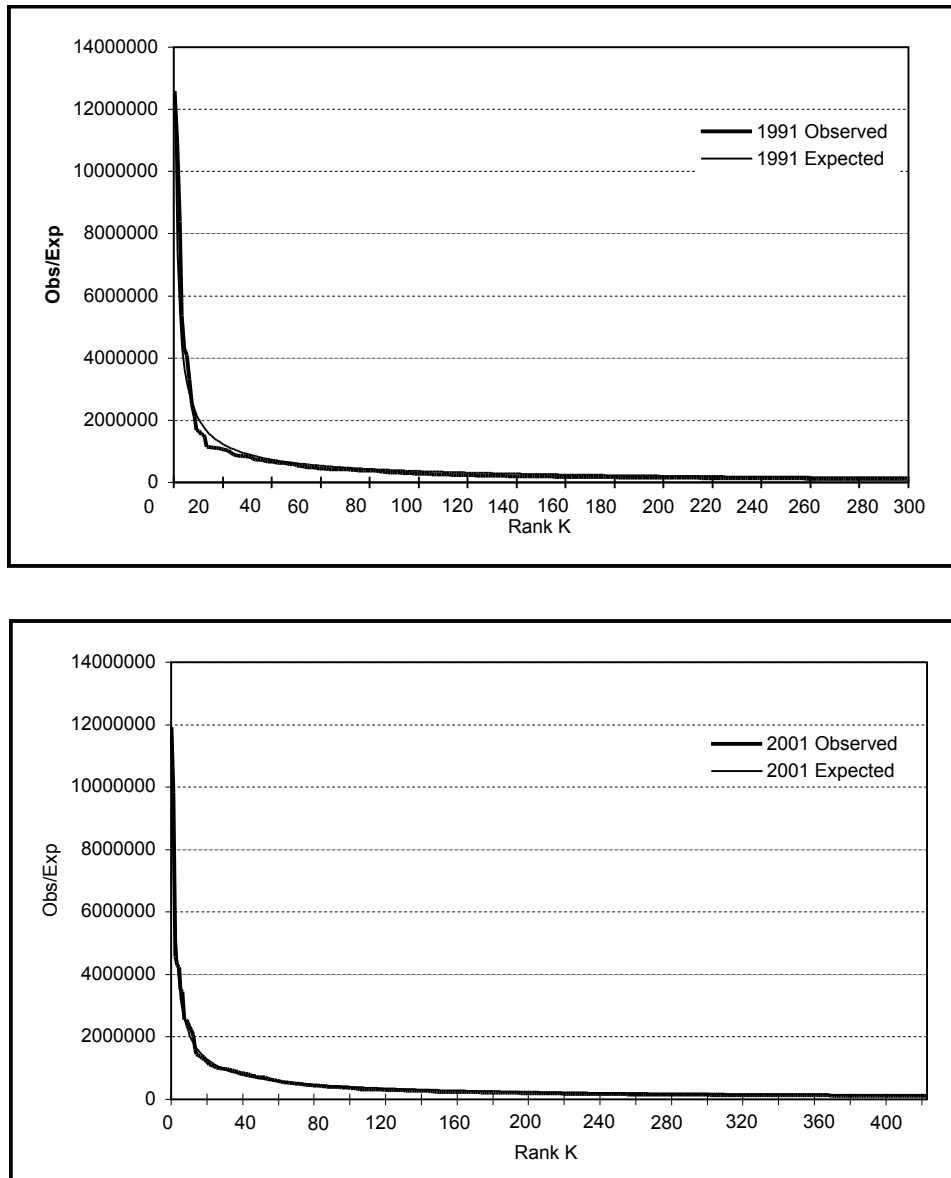 14000000
12000000
10000000
8000000
6000000
4000000
2000000
0
Obs/Exp
1991 Observed
1991 Expected
0 20 40 60 80 100 120 140 160 180 200 220 240 260 280 300
Rank K
14000000
12000000
10000000
8000000
6000000
4000000
2000000
0
Obs/Exp
2001 Observed
2001 Expected
0 40 80 120 160 200 240 280 320 360 400
Rank K